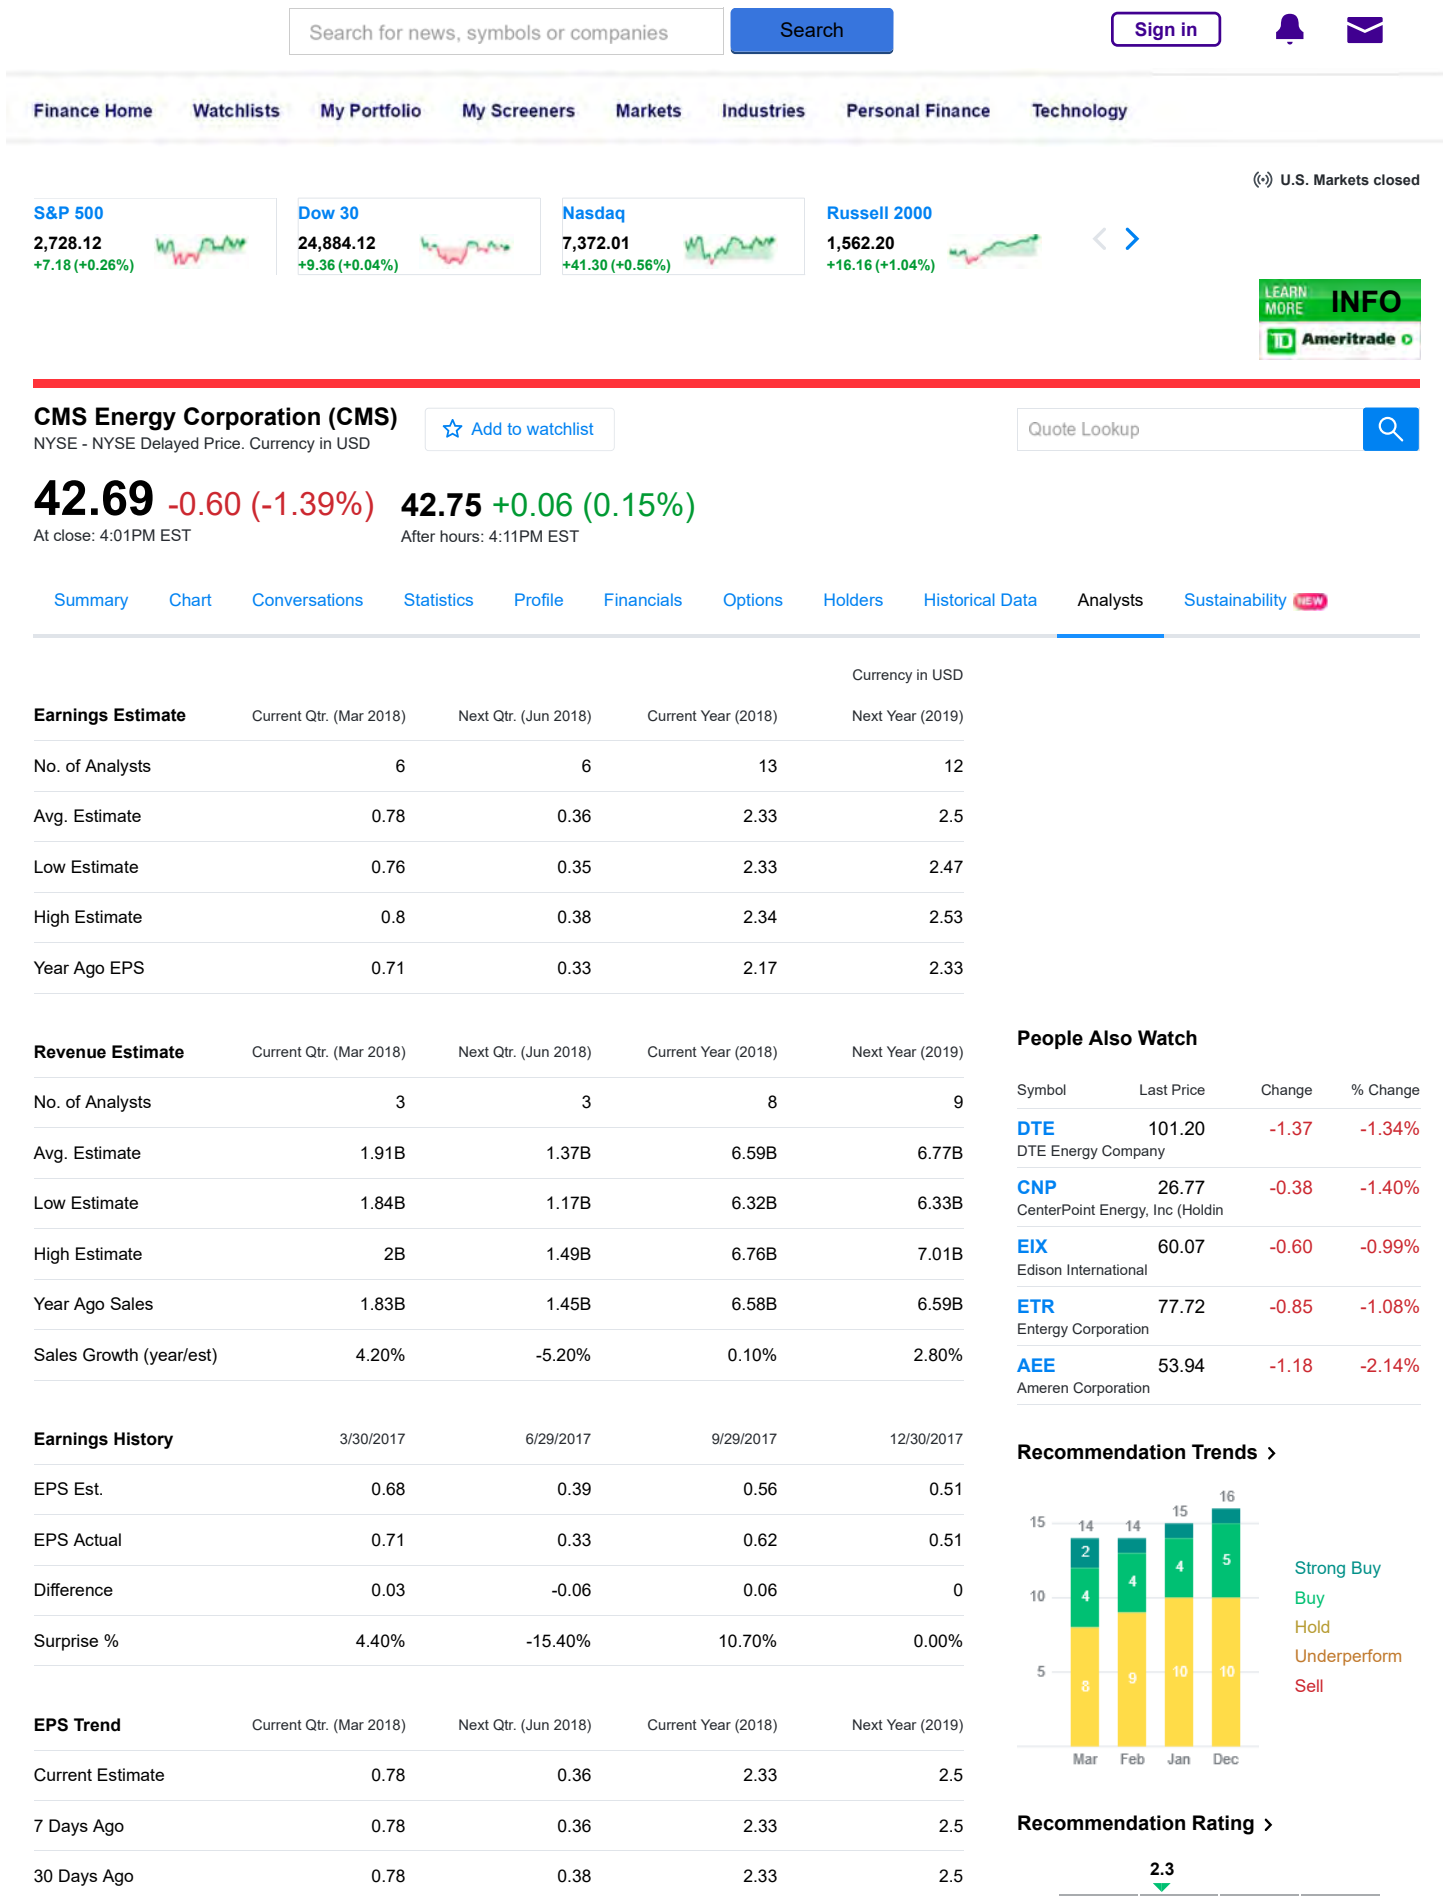 Search for news, symbols or companies
Search
Sign in
Finance Home Watchlists My Portfolio My Screeners Markets Industries Personal Finance Technology
U.S. Markets closed
S&P 500 Dow 30 Nasdaq Russell 2000
2,728.12 24,884.12 7,372.01 1,562.20
+7.18 (+0.26%) +9.36 (+0.04%) +41.30 (+0.56%) +16.16 (+1.04%)
LEARN MORE INFO
TD Ameritrade
CMS Energy Corporation (CMS)
NYSE - NYSE Delayed Price. Currency in USD
Add to watchlist
Quote Lookup
42.69 -0.60 (-1.39%) 42.75 +0.06 (0.15%)
At close: 4:01PM EST After hours: 4:11PM EST
Summary Chart Conversations Statistics Profile Financials Options Holders Historical Data Analysts Sustainability NEW
Currency in USD
Earnings Estimate Current Qtr. (Mar 2018) Next Qtr. (Jun 2018) Current Year (2018) Next Year (2019)
No. of Analysts 6 6 13 12
Avg. Estimate 0.78 0.36 2.33 2.5
Low Estimate 0.76 0.35 2.33 2.47
High Estimate 0.8 0.38 2.34 2.53
Year Ago EPS 0.71 0.33 2.17 2.33
Revenue Estimate Current Qtr. (Mar 2018) Next Qtr. (Jun 2018) Current Year (2018) Next Year (2019)
No. of Analysts 3 3 8 9
Avg. Estimate 1.91B 1.37B 6.59B 6.77B
Low Estimate 1.84B 1.17B 6.32B 6.33B
High Estimate 2B 1.49B 6.76B 7.01B
Year Ago Sales 1.83B 1.45B 6.58B 6.59B
Sales Growth (year/est) 4.20% -5.20% 0.10% 2.80%
Earnings History 3/30/2017 6/29/2017 9/29/2017 12/30/2017
EPS Est. 0.68 0.39 0.56 0.51
EPS Actual 0.71 0.33 0.62 0.51
Difference 0.03 -0.06 0.06 0
Surprise % 4.40% -15.40% 10.70% 0.00%
EPS Trend Current Qtr. (Mar 2018) Next Qtr. (Jun 2018) Current Year (2018) Next Year (2019)
Current Estimate 0.78 0.36 2.33 2.5
7 Days Ago 0.78 0.36 2.33 2.5
30 Days Ago 0.78 0.38 2.33 2.5
People Also Watch
Symbol Last Price Change % Change
DTE 101.20 -1.37 -1.34%
DTE Energy Company
CNP 26.77 -0.38 -1.40%
CenterPoint Energy, Inc (Holdin
EIX 60.07 -0.60 -0.99%
Edison International
ETR 77.72 -0.85 -1.08%
Entergy Corporation
AEE 53.94 -1.18 -2.14%
Ameren Corporation
Recommendation Trends
16
15 14 14 15
2
4 4 4 5
10
5 8 9 10 10
Mar Feb Jan Dec
Strong Buy
Buy
Hold
Underperform
Sell
Recommendation Rating
2.3